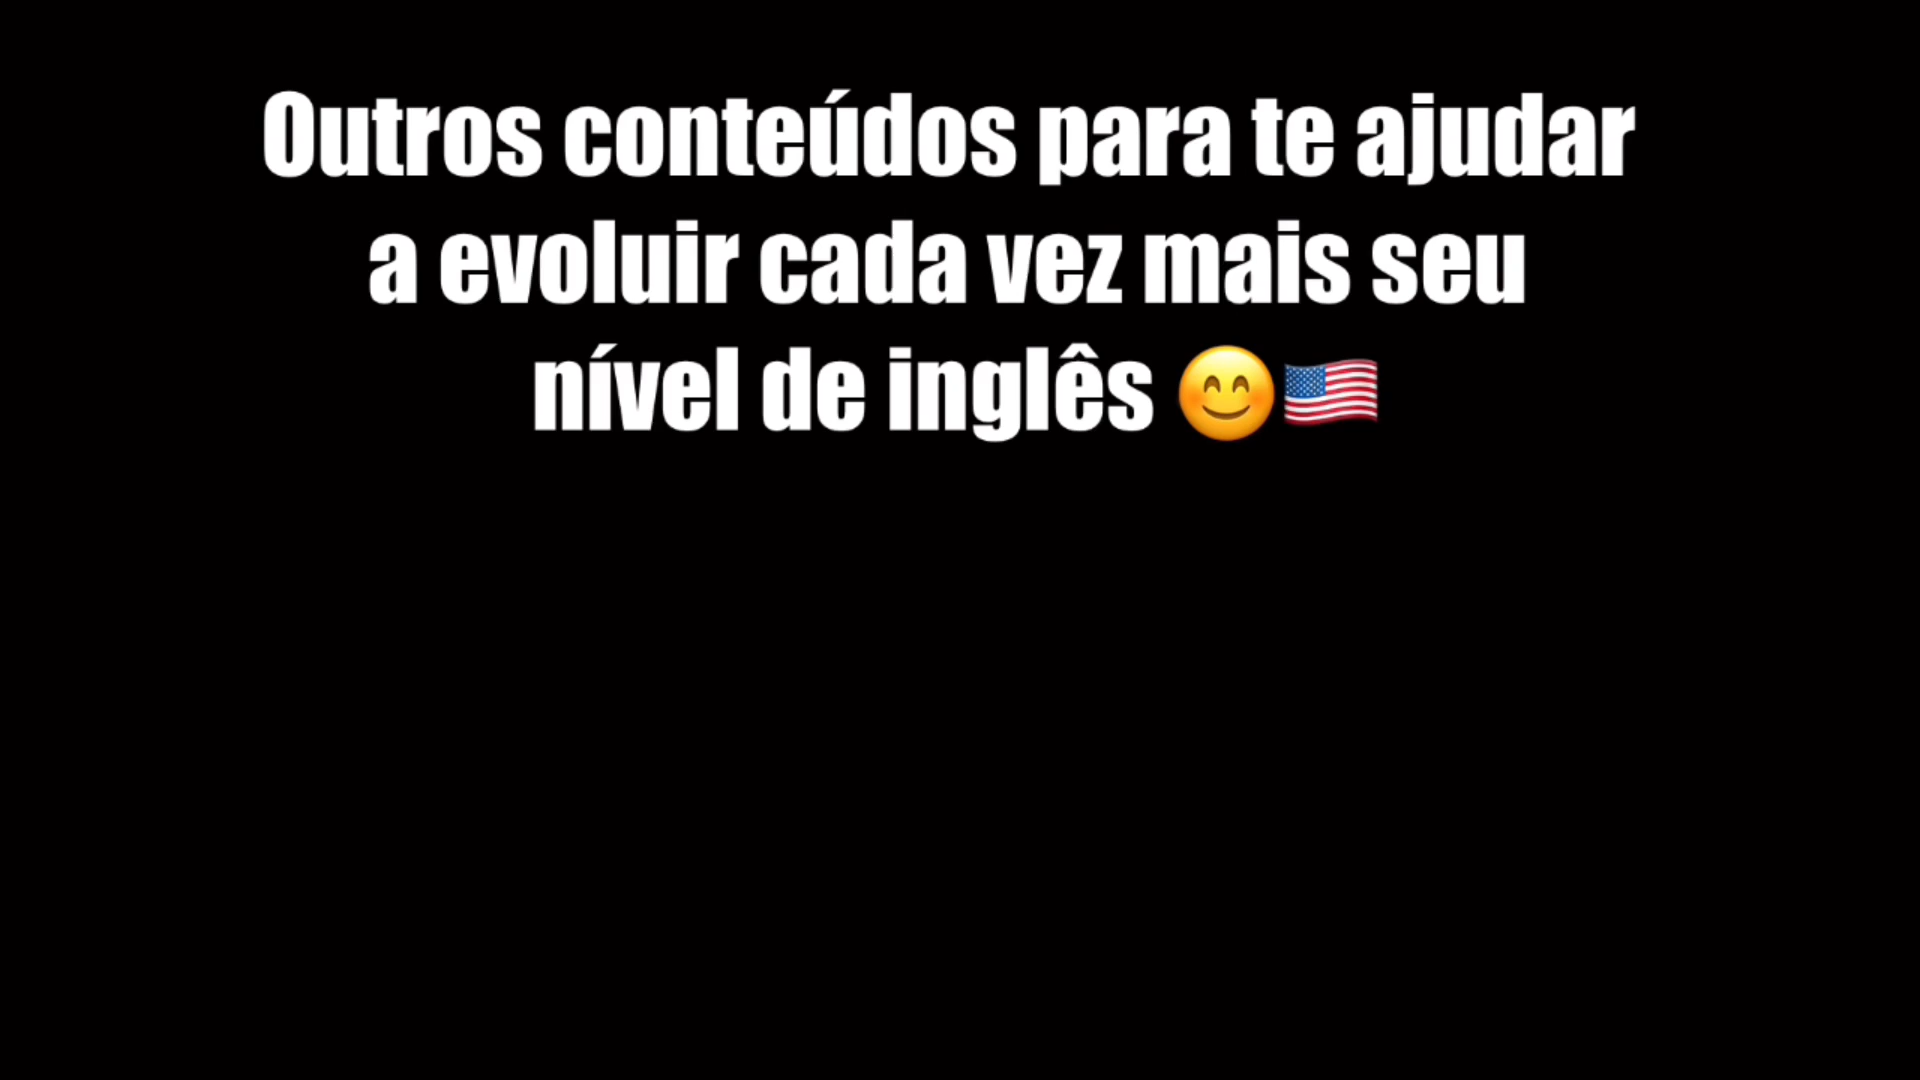 Outros conteúdos para te ajudar
a evoluir cada vez mais seu
nível de inglês 😊🇺🇸